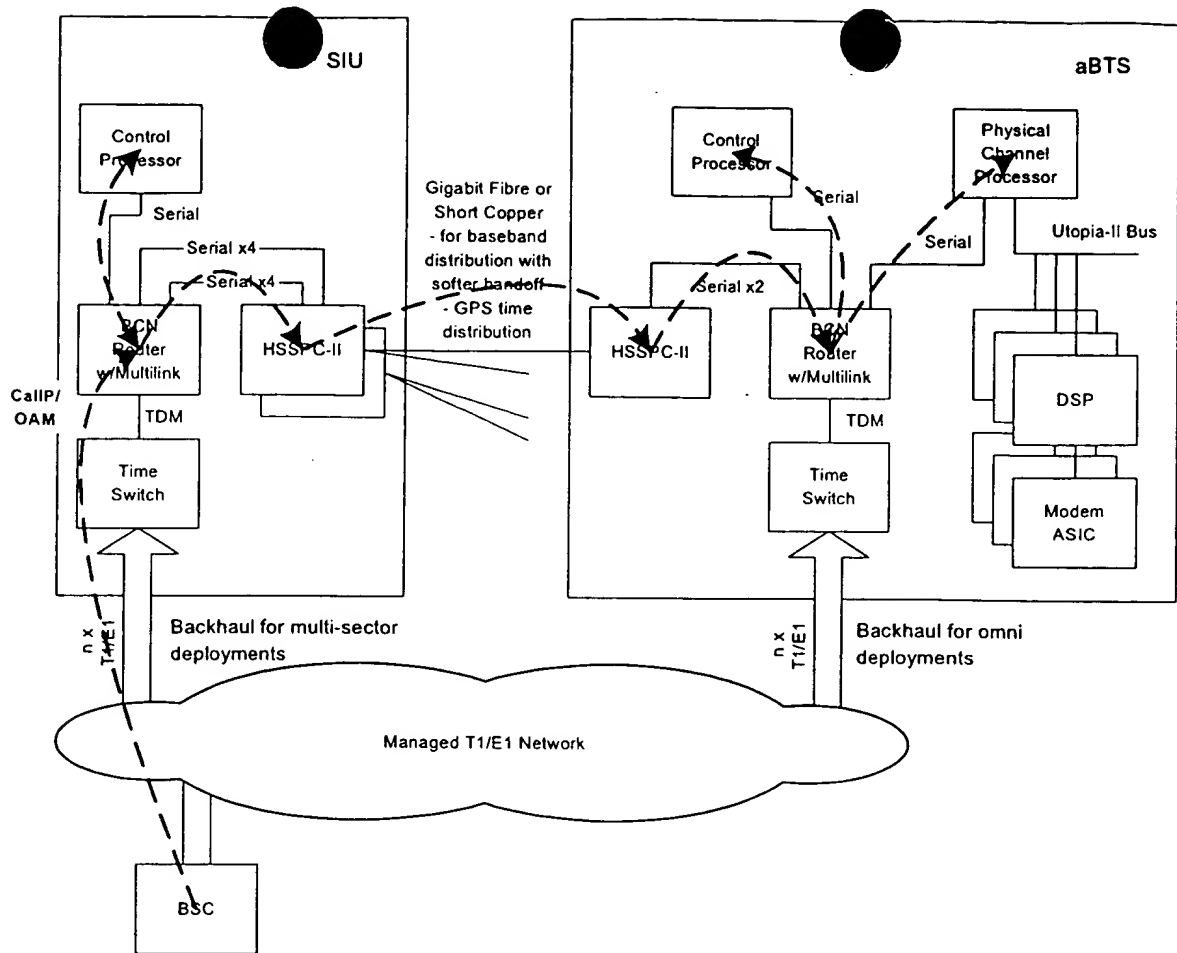 SIU
aBTS
Control
Processor
Serial
Serial x4
Serial x4
BCN
Router
w/Multilink
HSSPC-II
CallP/
OAM
TDM
Time
Switch
Gigabit Fibre or
Short Copper
- for baseband
distribution with
softer handoff
- GPS time
distribution
Control
Processor
Serial
Physical
Channel
Processor
Serial
Utopia-II Bus
Serial x2
HSSPC-II
BCN
Router
w/Multilink
TDM
Time
Switch
DSP
Modem
ASIC
n x
T1/E1
Backhaul for multi-sector
deployments
n x
T1/E1
Backhaul for omni
deployments
Managed T1/E1 Network
BSC